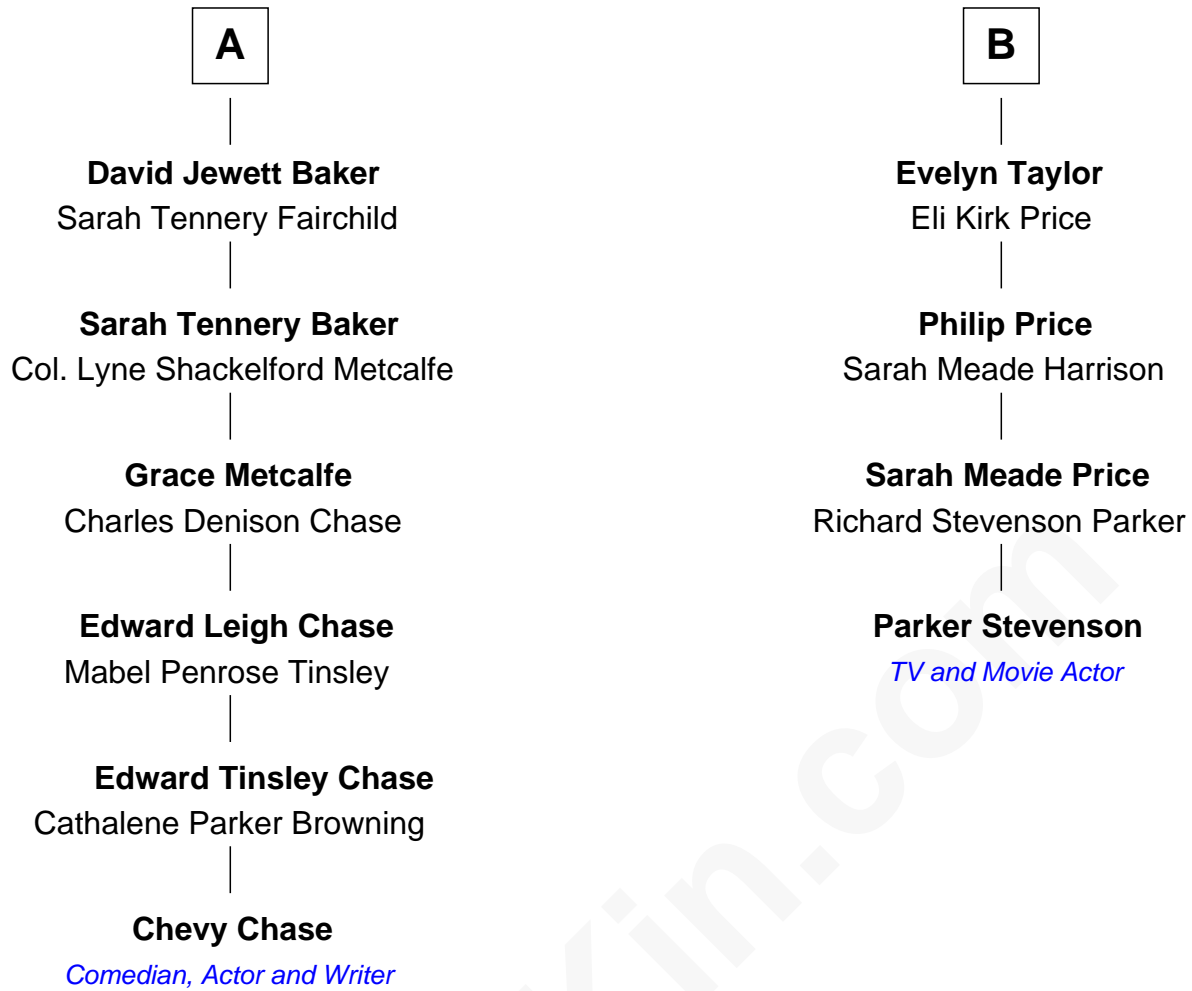 A
David Jewett Baker
Sarah Tennery Fairchild
Sarah Tennery Baker
Col. Lyne Shackelford Metcalfe
Grace Metcalfe
Charles Denison Chase
Edward Leigh Chase
Mabel Penrose Tinsley
Edward Tinsley Chase
Cathalene Parker Browning
Chevy Chase
Comedian, Actor and Writer
B
Evelyn Taylor
Eli Kirk Price
Philip Price
Sarah Meade Harrison
Sarah Meade Price
Richard Stevenson Parker
Parker Stevenson
TV and Movie Actor
Kin.com